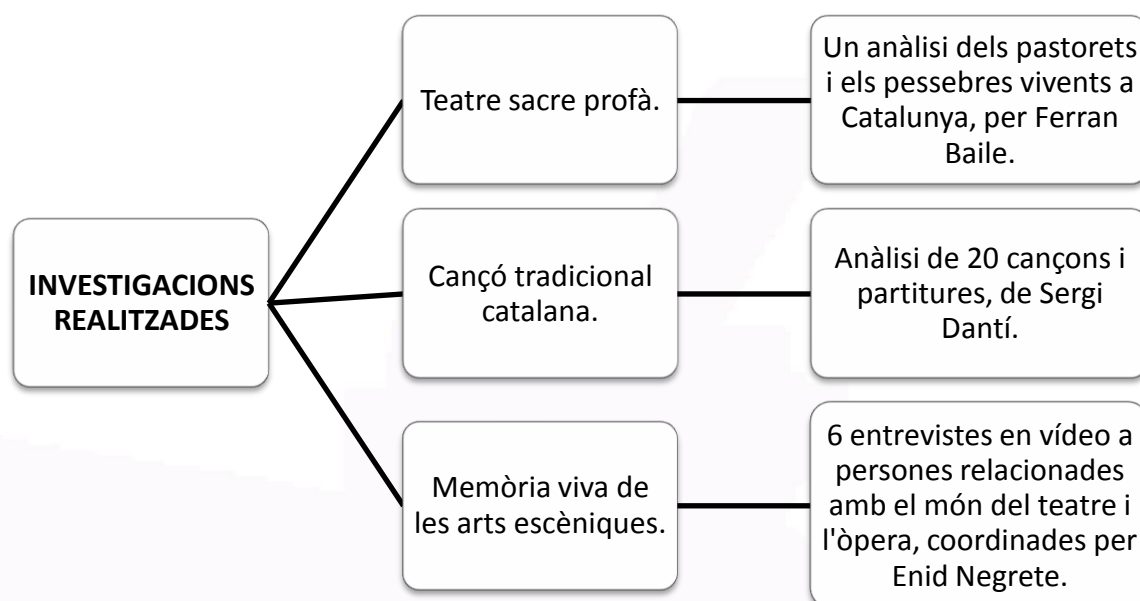 INVESTIGACIONS
REALITZADES
Teatre sacre profà.
Un anàlisi dels pastorets
i els pessebres vivents a
Catalunya, per Ferran
Baile.
Cançó tradicional
catalana.
Anàlisi de 20 cançons i
partitures, de Sergi
Dantí.
Memòria viva de
les arts escèniques.
6 entrevistes en vídeo a
persones relacionades
amb el món del teatre i
l'òpera, coordinades per
Enid Negrete.